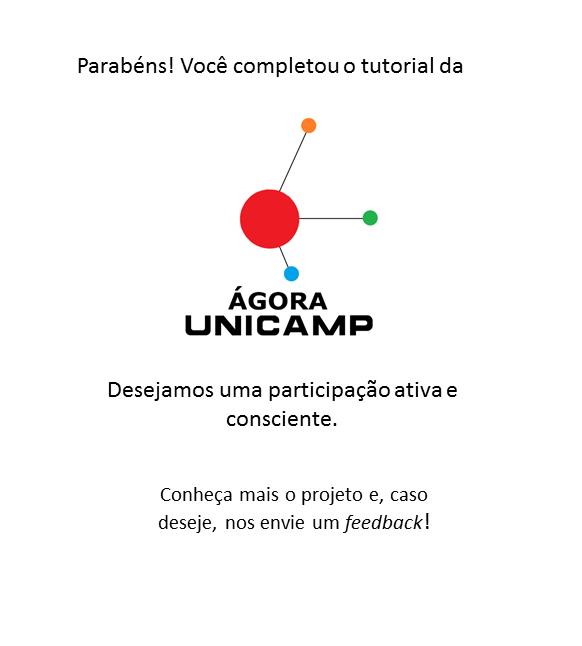 Parabéns! Você completou o tutorial da
ÁGORA
UNICAMP
Desejamos uma participação ativa e
consciente.
Conheça mais o projeto e, caso
deseje, nos envie um feedback!